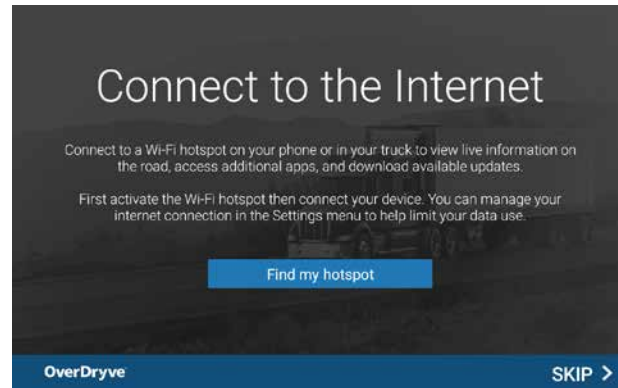 Connect to the Internet
Connect to a Wi-Fi hotspot on your phone or in your truck to view live information on
the road, access additional apps, and download available updates.
First activate the Wi-Fi hotspot then connect your device. You can manage your
internet connection in the Settings menu to help limit your data use.
Find my hotspot
OverDryve
SKIP >